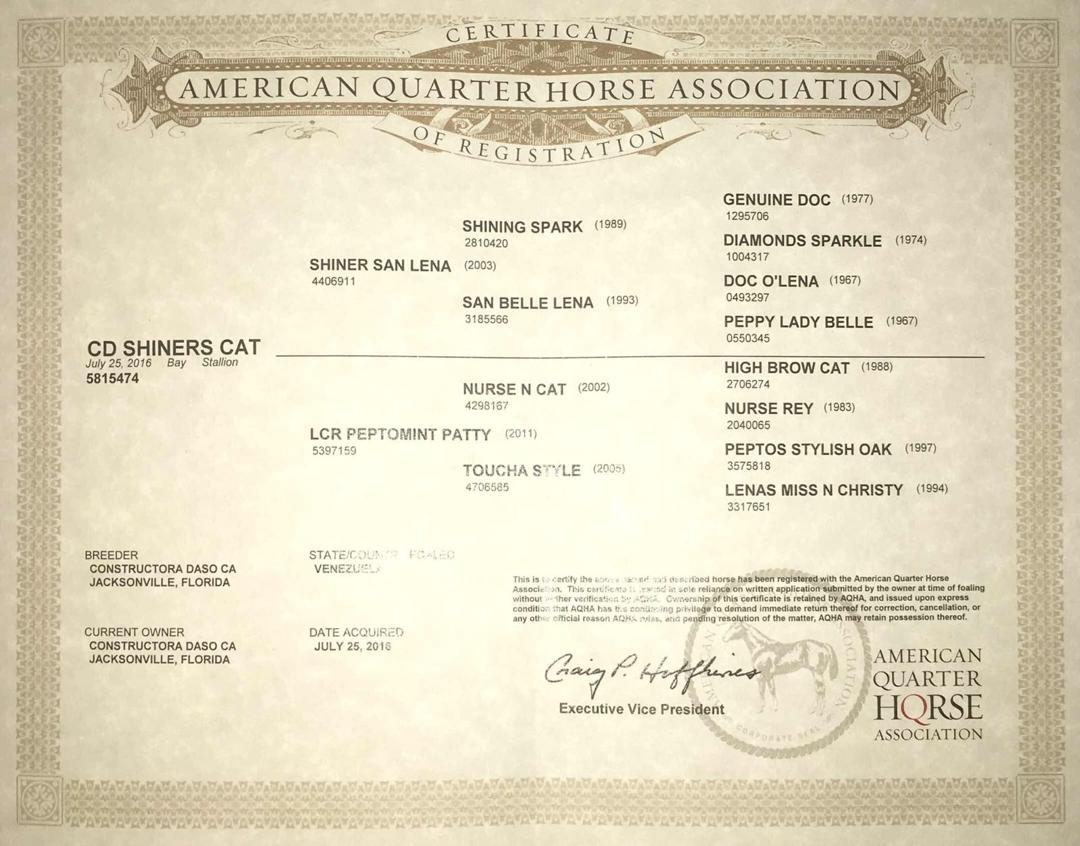 CERTIFICATE
AMERICAN QUARTER HORSE ASSOCIATION
OF REGISTRATION
GENUINE DOC (1977)
1295706
SHINING SPARK (1989)
2810420
DIAMONDS SPARKLE (1974)
1004317
SHINER SAN LENA (2003)
4406911
DOC O'LENA (1967)
0493297
SAN BELLE LENA (1993)
3185566
PEPPY LADY BELLE (1967)
0550345
CD SHINERS CAT
July 25, 2016 Bay Stallion
5815474
HIGH BROW CAT (1988)
2706274
NURSE N CAT (2002)
4298167
NURSE REY (1983)
2040065
LCR PEPTOMINT PATTY (2011)
5397159
PEPTOS STYLISH OAK (1997)
3575818
TOUCHA STYLE (2005)
4706585
LENAS MISS N CHRISTY (1994)
3317651
BREEDER
CONSTRUCTORA DASO CA
JACKSONVILLE, FLORIDA
STATE/COUNTR FOALED
VENEZUELA
CURRENT OWNER
CONSTRUCTORA DASO CA
JACKSONVILLE, FLORIDA
DATE ACQUIRED
JULY 25, 2016
This is to certify the above named and described horse has been registered with the American Quarter Horse
Association. This certificate is issued in sole reliance on written application submitted by the owner at time of foaling
without other verification by AQHA. Ownership of this certificate is retained by AQHA, and issued upon express
condition that AQHA has the continuing privilege to demand immediate return thereof for correction, cancellation, or
any other official reason AQHA rules, and pending resolution of the matter, AQHA may retain possession thereof.
Craig P. Huffhines
Executive Vice President
CORPORATE SEAL
AMERICAN
QUARTER
HORSE
ASSOCIATION